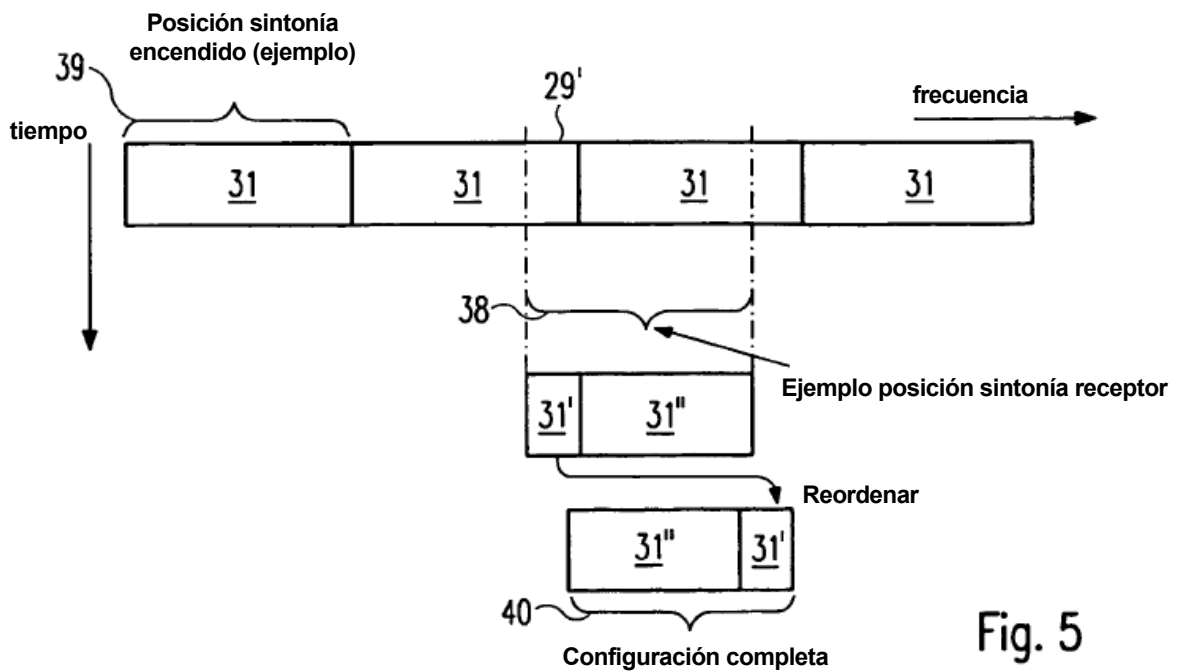 Posición sintonía
encendido (ejemplo)
39
29'
frecuencia
tiempo
31 31 31 31
38
Ejemplo posición sintonía receptor
31' 31"
Reordenar
31" 31'
40
Configuración completa
Fig. 5